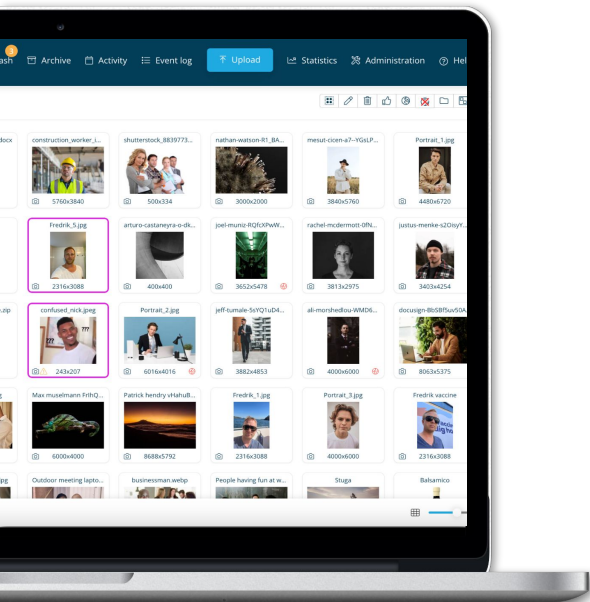 3
ash Archive Activity Event log Upload Statistics Administration Hel
docx construction_worker_i... shutterstock_8839773... nathan-watson-R1_BA... mesut-cicen-a7--YGsLP... Portrait_1.jpg
5760x3840 500x334 3000x2000 3840x5760 4480x6720
Fredrik_5.jpg arturo-castaneyra-o-dk... joel-muniz-RQfcXPwW... rachel-mcdermott-0fN... justus-menke-s2OisyY...
2316x3088 400x400 3652x5478 3813x2975 3403x4254
e.zip confused_nick.jpeg Portrait_2.jpg jeff-tumale-5sYQ1uD4... ali-morshedlou-WMD6... docusign-BbSBf5uv50A
???
???
243x207 6016x4016 3882x4853 4000x6000 8063x5375
g Max muselmann FrIhQ... Patrick hendry vHahuB... Fredrik_1.jpg Portrait_3.jpg Fredrik vaccine
6000x4000 8688x5792 2316x3088 4000x6000 2316x3088
jpg Outdoor meeting lapto... businessman.webp People having fun at w... Stuga Balsamico